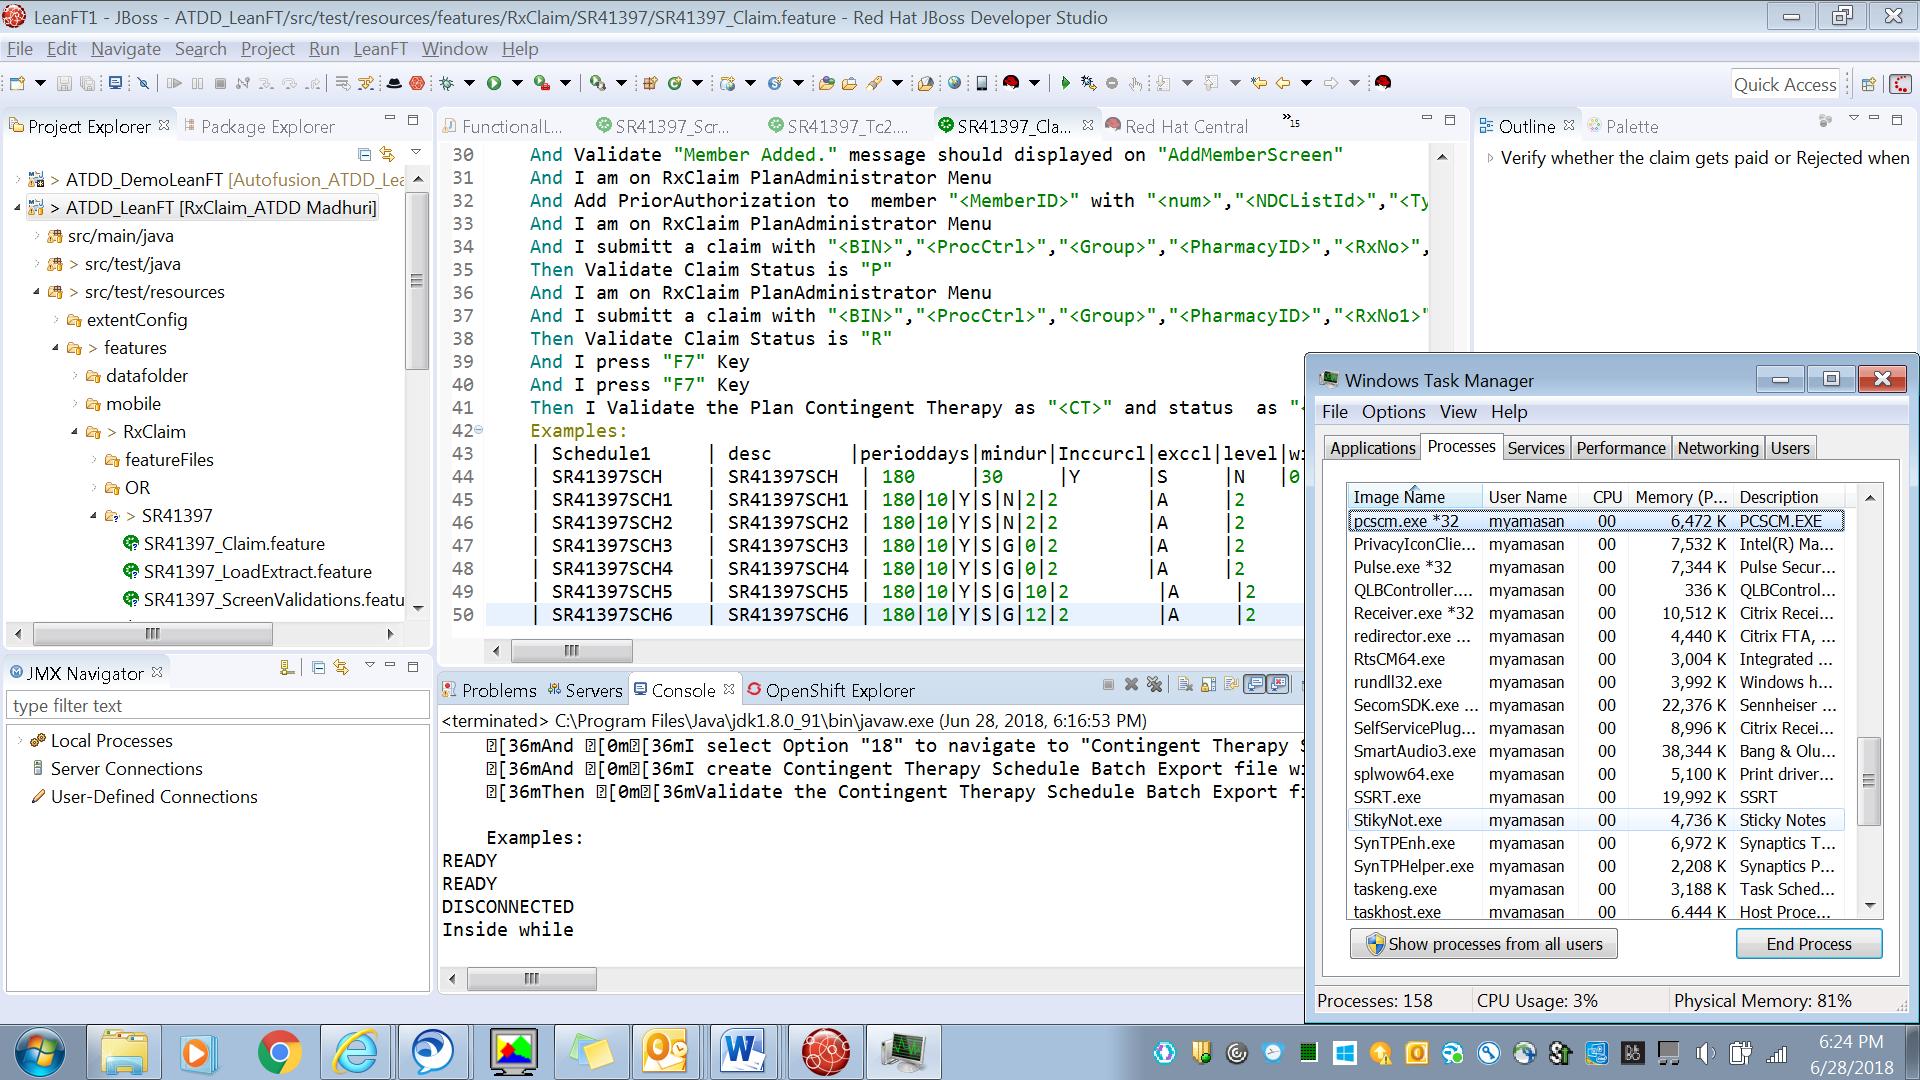 LeanFT1 - JBoss - ATDD_LeanFT/src/test/resources/features/RxClaim/SR41397/SR41397_Claim.feature - Red Hat JBoss Developer Studio
File Edit Navigate Search Project Run LeanFT Window Help
Quick Access
Project Explorer Package Explorer
> ATDD_DemoLeanFT [Autofusion_ATDD_Lea
> ATDD_LeanFT [RxClaim_ATDD Madhuri]
src/main/java
> src/test/java
> src/test/resources
extentConfig
> features
datafolder
mobile
> RxClaim
featureFiles
OR
> SR41397
SR41397_Claim.feature
SR41397_LoadExtract.feature
SR41397_ScreenValidations.featu
JMX Navigator
type filter text
Local Processes
Server Connections
User-Defined Connections
FunctionalL... SR41397_Scr... SR41397_Tc2.... SR41397_Cla... Red Hat Central »15
30 And Validate "Member Added." message should displayed on "AddMemberScreen"
31 And I am on RxClaim PlanAdministrator Menu
32 And Add PriorAuthorization to  member "<MemberID>" with "<num>","<NDCListId>","<Ty
33 And I am on RxClaim PlanAdministrator Menu
34 And I submitt a claim with "<BIN>","<ProcCtrl>","<Group>","<PharmacyID>","<RxNo>",
35 Then Validate Claim Status is "P"
36 And I am on RxClaim PlanAdministrator Menu
37 And I submitt a claim with "<BIN>","<ProcCtrl>","<Group>","<PharmacyID>","<RxNo1>"
38 Then Validate Claim Status is "R"
39 And I press "F7" Key
40 And I press "F7" Key
41 Then I Validate the Plan Contingent Therapy as "<CT>" and status  as "<
42 Examples:
43 | Schedule1 | desc |perioddays|mindur|Inccurcl|exccl|level|wi
44 | SR41397SCH | SR41397SCH | 180 |30 |Y |S |N |0
45 | SR41397SCH1 | SR41397SCH1 | 180|10|Y|S|N|2|2 |A |2
46 | SR41397SCH2 | SR41397SCH2 | 180|10|Y|S|N|2|2 |A |2
47 | SR41397SCH3 | SR41397SCH3 | 180|10|Y|S|G|0|2 |A |2
48 | SR41397SCH4 | SR41397SCH4 | 180|10|Y|S|G|0|2 |A |2
49 | SR41397SCH5 | SR41397SCH5 | 180|10|Y|S|G|10|2 |A |2
50 | SR41397SCH6 | SR41397SCH6 | 180|10|Y|S|G|12|2 |A |2
Problems Servers Console OpenShift Explorer
<terminated> C:\Program Files\Java\jdk1.8.0_91\bin\javaw.exe (Jun 28, 2018, 6:16:53 PM)
[36mAnd [0m[36mI select Option "18" to navigate to "Contingent Therapy S
[36mAnd [0m[36mI create Contingent Therapy Schedule Batch Export file wi
[36mThen [0m[36mValidate the Contingent Therapy Schedule Batch Export fi
Examples:
READY
READY
DISCONNECTED
Inside while
Outline Palette
Verify whether the claim gets paid or Rejected when
Windows Task Manager
File Options View Help
Applications Processes Services Performance Networking Users
Image Name User Name CPU Memory (P... Description
pcscm.exe *32 myamasan 00 6,472 K PCSCM.EXE
PrivacyIconClie... myamasan 00 7,532 K Intel(R) Ma...
Pulse.exe *32 myamasan 00 7,344 K Pulse Secur...
QLBController.... myamasan 00 336 K QLBControl...
Receiver.exe *32 myamasan 00 10,512 K Citrix Recei...
redirector.exe ... myamasan 00 4,440 K Citrix FTA, ...
RtsCM64.exe myamasan 00 3,004 K Integrated ...
rundll32.exe myamasan 00 3,992 K Windows h...
SecomSDK.exe ... myamasan 00 22,376 K Sennheiser ...
SelfServicePlug... myamasan 00 8,996 K Citrix Recei...
SmartAudio3.exe myamasan 00 38,344 K Bang & Olu...
splwow64.exe myamasan 00 5,100 K Print driver...
SSRT.exe myamasan 00 19,992 K SSRT
StikyNot.exe myamasan 00 4,736 K Sticky Notes
SynTPEnh.exe myamasan 00 6,972 K Synaptics T...
SynTPHelper.exe myamasan 00 2,208 K Synaptics P...
taskeng.exe myamasan 00 3,188 K Task Sched...
taskhost.exe myamasan 00 6,444 K Host Proce...
Show processes from all users End Process
Processes: 158 CPU Usage: 3% Physical Memory: 81%
6:24 PM
6/28/2018